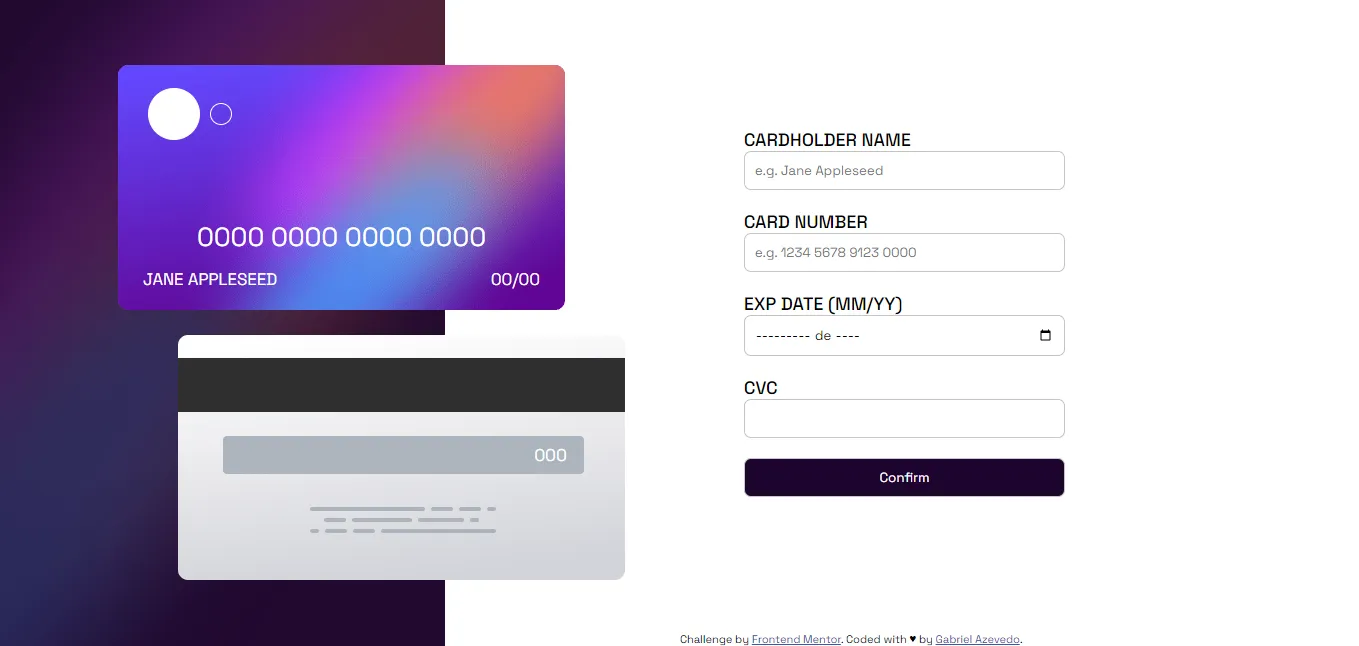 0000 0000 0000 0000
JANE APPLESEED 00/00
000
CARDHOLDER NAME
e.g. Jane Appleseed
CARD NUMBER
e.g. 1234 5678 9123 0000
EXP DATE (MM/YY)
--------- de ----
CVC
Confirm
Challenge by Frontend Mentor. Coded with ♥ by Gabriel Azevedo.